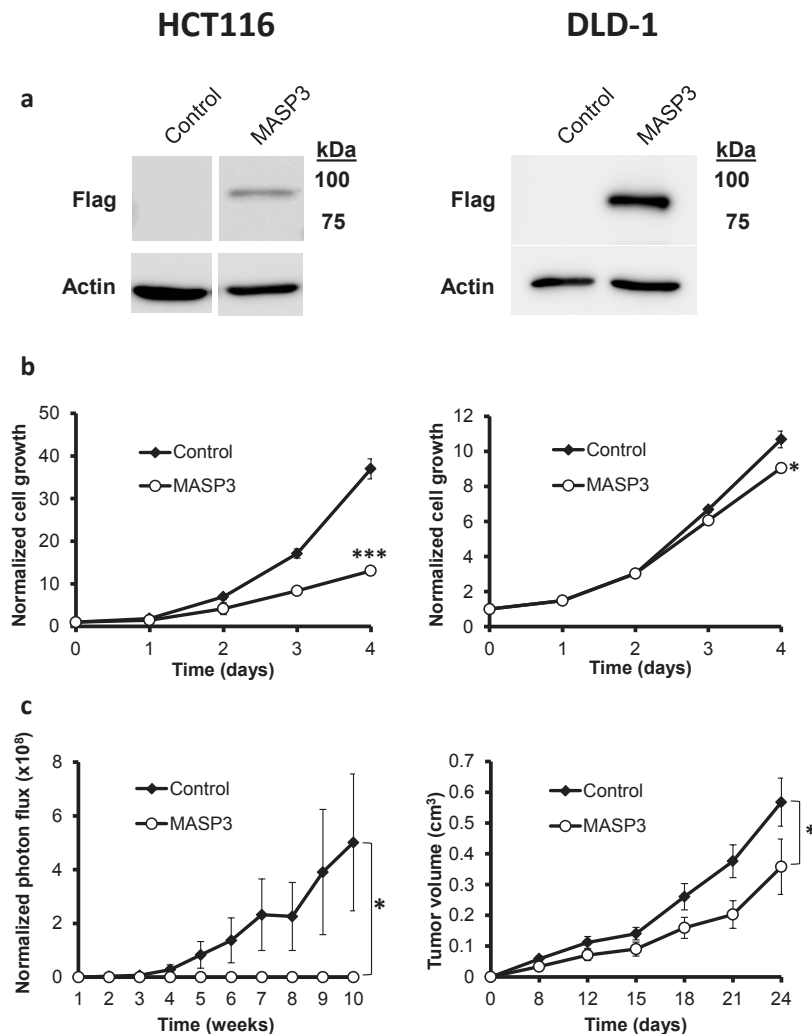 HCT116
DLD-1
a
Control MASP3
kDa
Flag
100
75
Actin
Control MASP3
kDa
Flag
100
75
Actin
b
Normalized cell growth
50
40
30
20
10
0
Control
MASP3
***
0 1 2 3 4
Time (days)
Normalized cell growth
12
10
8
6
4
2
0
Control
MASP3
*
0 1 2 3 4
Time (days)
c
Normalized photon flux (x10⁸)
8
6
4
2
0
Control
MASP3
*
1 2 3 4 5 6 7 8 9 10
Time (weeks)
Tumor volume (cm³)
0.7
0.6
0.5
0.4
0.3
0.2
0.1
0
Control
MASP3
*
0 8 12 15 18 21 24
Time (days)